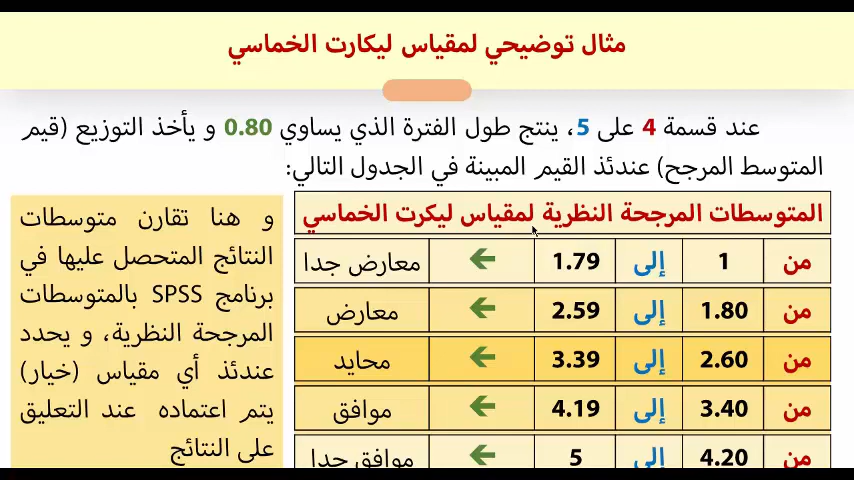 مثال توضيحي لمقياس ليكارت الخماسي
عند قسمة 4 على 5، ينتج طول الفترة الذي يساوي 0.80 و يأخذ التوزيع (قيم
المتوسط المرجح) عندئذ القيم المبينة في الجدول التالي:
المتوسطات المرجحة النظرية لمقياس ليكرت الخماسي
من 1 إلى 1.79 ← معارض جدا
من 1.80 إلى 2.59 ← معارض
من 2.60 إلى 3.39 ← محايد
من 3.40 إلى 4.19 ← موافق
من 4.20 إلى 5 ← موافق جدا
و هنا تقارن متوسطات
النتائج المتحصل عليها في
برنامج SPSS بالمتوسطات
المرجحة النظرية، و يحدد
عندئذ أي مقياس (خيار)
يتم اعتماده عند التعليق
على النتائج